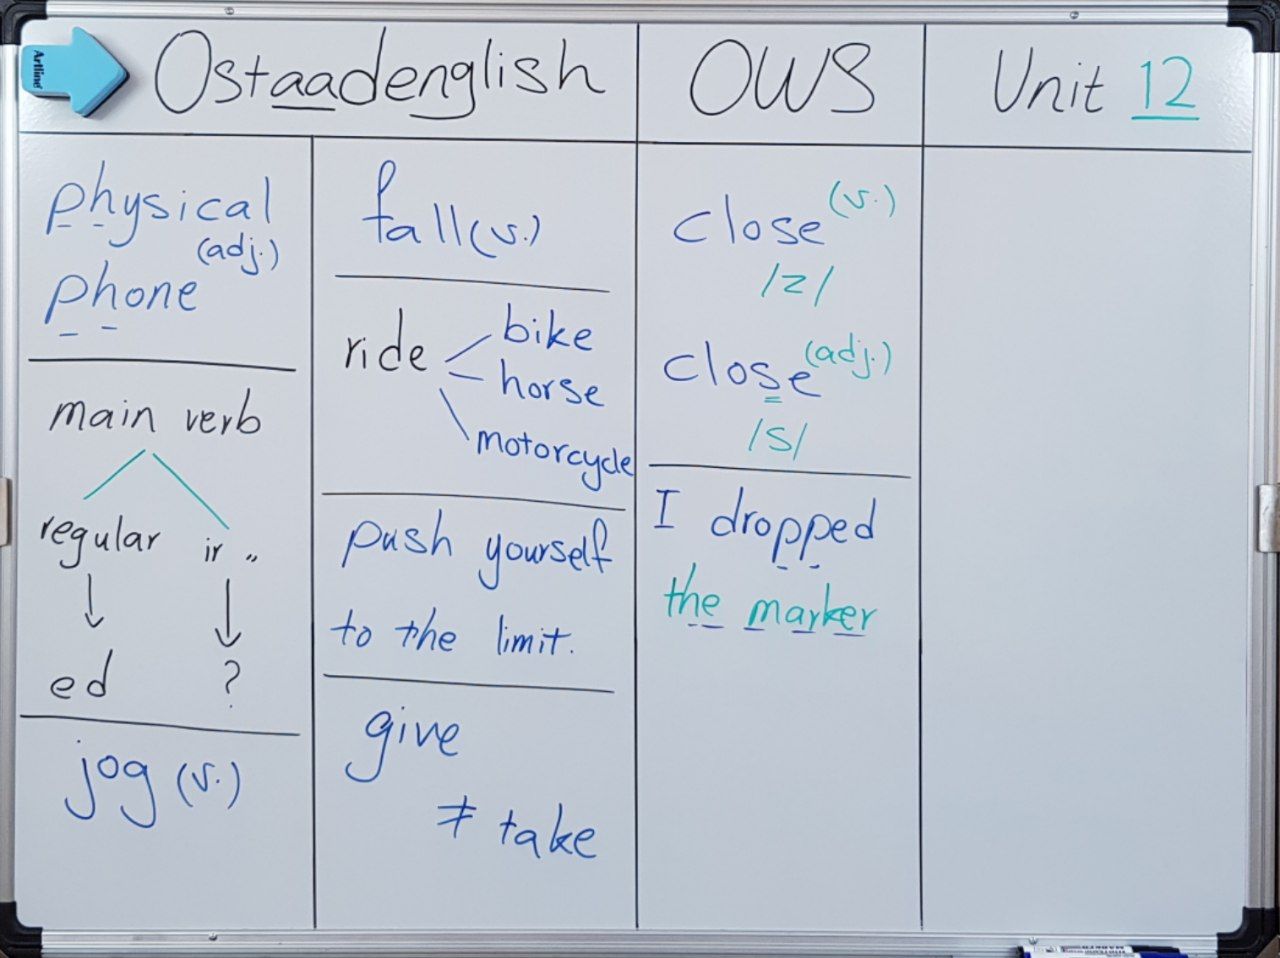 Artline
Ostaadenglish
OWS
Unit 12
physical
(adj.)
phone
main verb
regular ir "
ed ?
jog (v.)
fall (v.)
ride
bike
horse
motorcycle
push yourself
to the limit.
give
≠ take
close (v.)
/z/
close (adj.)
/s/
I dropped
the marker